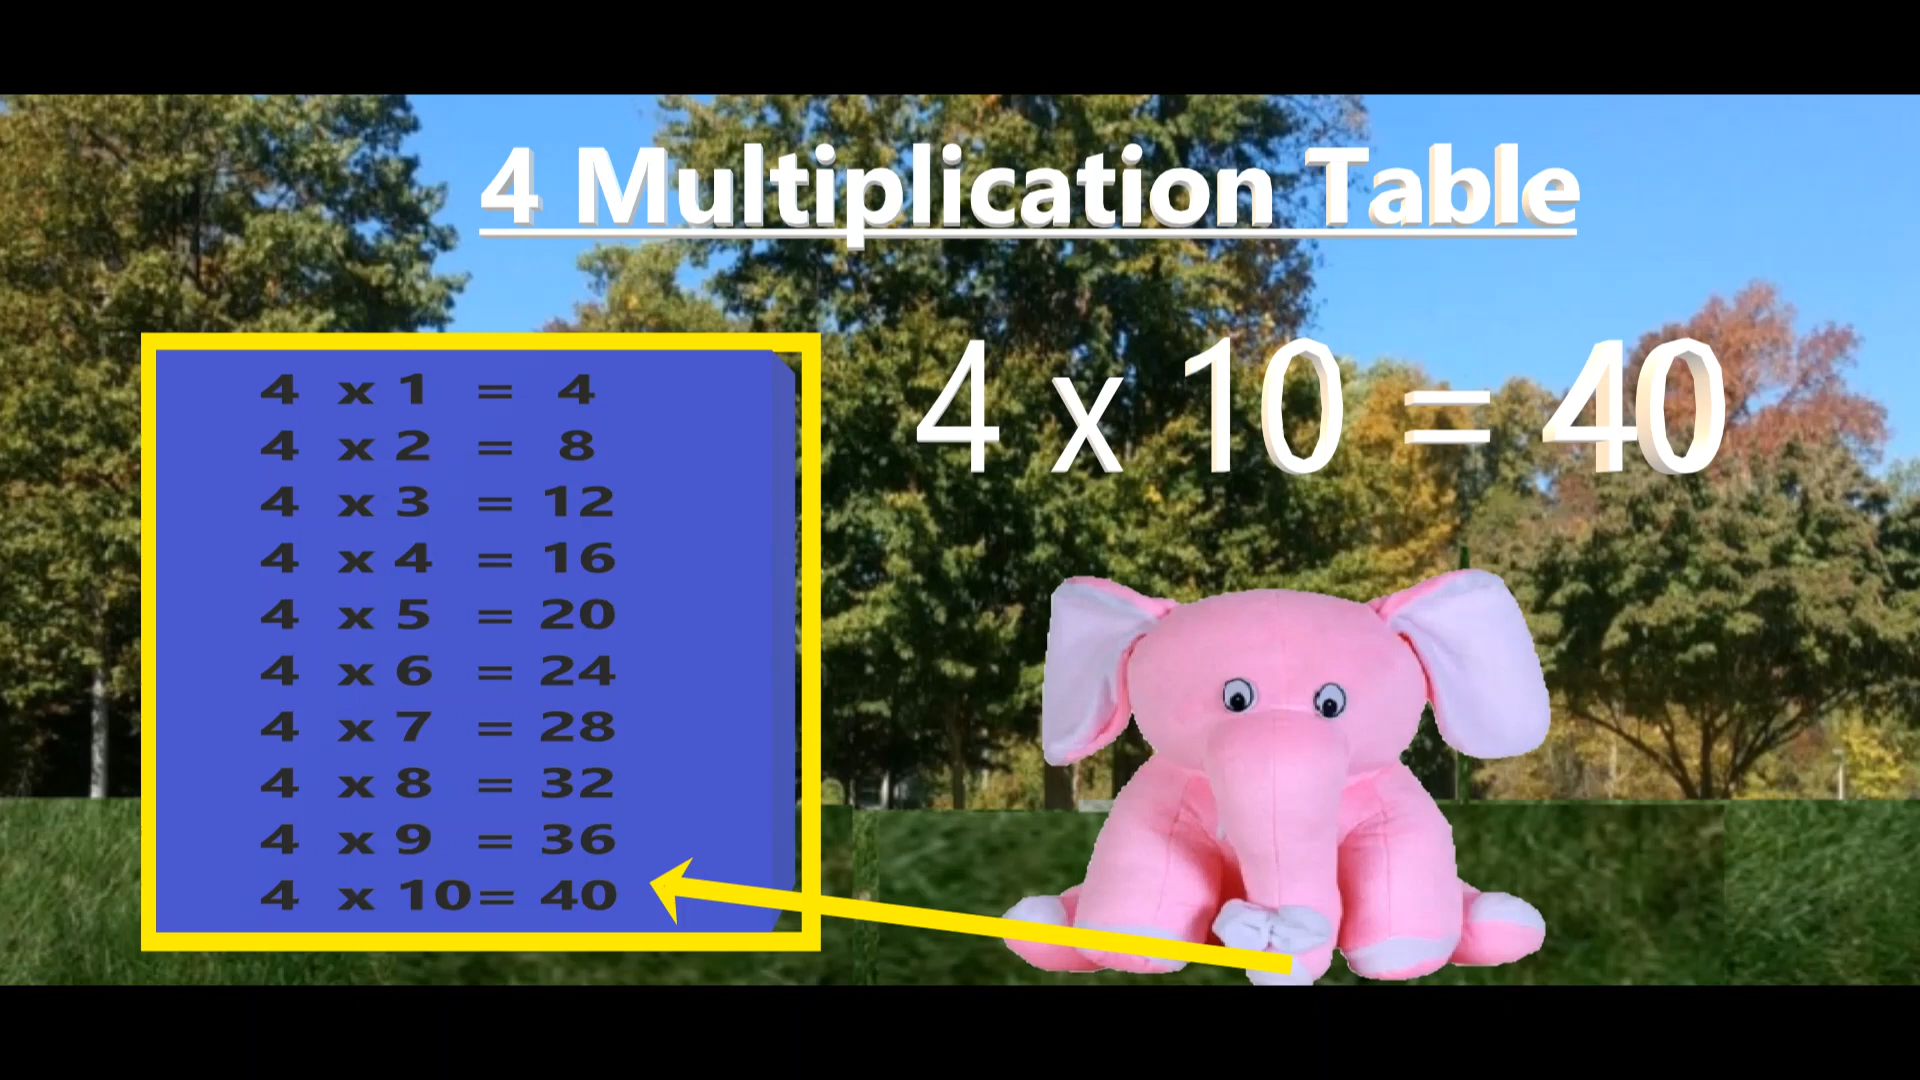 4 Multiplication Table
4 x 10 = 40
4 x 1 = 4
4 x 2 = 8
4 x 3 = 12
4 x 4 = 16
4 x 5 = 20
4 x 6 = 24
4 x 7 = 28
4 x 8 = 32
4 x 9 = 36
4 x 10 = 40